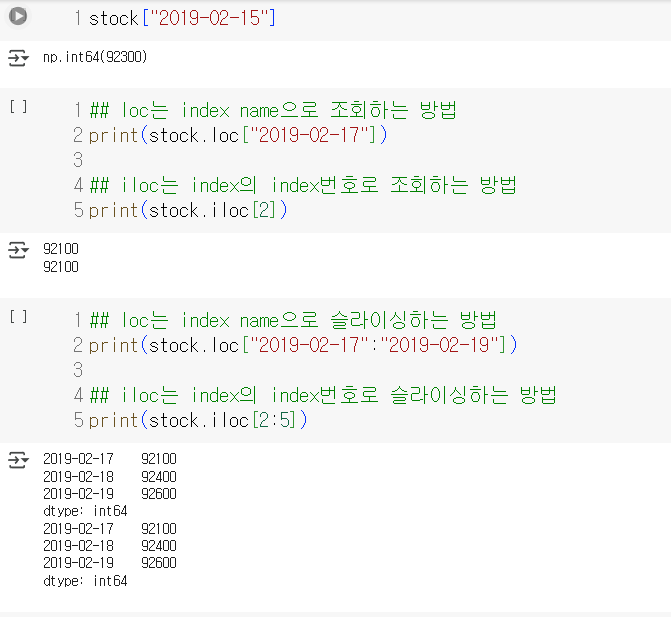 1 stock["2019-02-15"]
np.int64(92300)
[ ] 1 ## loc는 index name으로 조회하는 방법
2 print(stock.loc["2019-02-17"])
3
4 ## iloc는 index의 index번호로 조회하는 방법
5 print(stock.iloc[2])
92100
92100
[ ] 1 ## loc는 index name으로 슬라이싱하는 방법
2 print(stock.loc["2019-02-17":"2019-02-19"])
3
4 ## iloc는 index의 index번호로 슬라이싱하는 방법
5 print(stock.iloc[2:5])
2019-02-17 92100
2019-02-18 92400
2019-02-19 92600
dtype: int64
2019-02-17 92100
2019-02-18 92400
2019-02-19 92600
dtype: int64